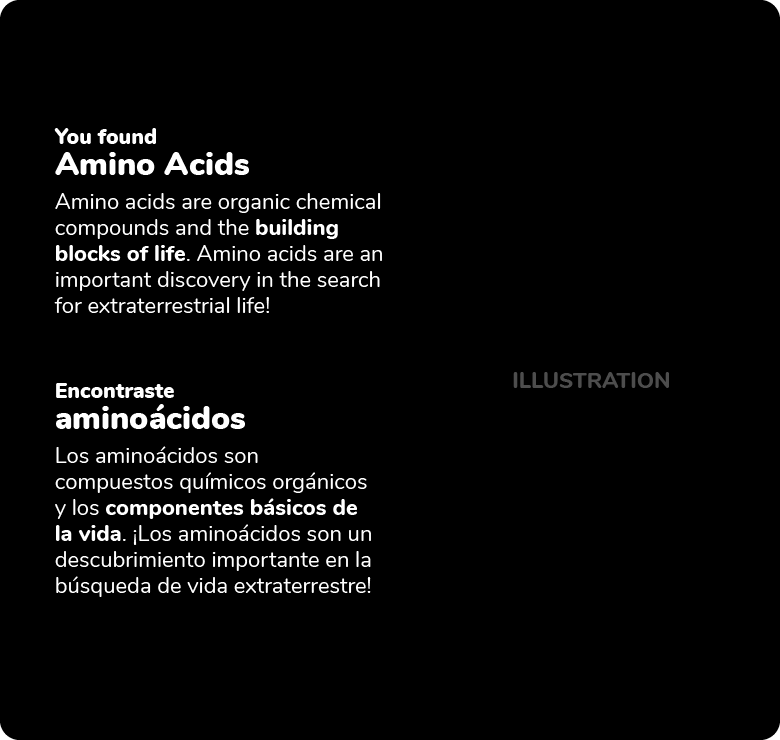 You found
Amino Acids
Amino acids are organic chemical
compounds and the building
blocks of life. Amino acids are an
important discovery in the search
for extraterrestrial life!
Encontraste
aminoácidos
Los aminoácidos son
compuestos químicos orgánicos
y los componentes básicos de
la vida. ¡Los aminoácidos son un
descubrimiento importante en la
búsqueda de vida extraterrestre!
ILLUSTRATION